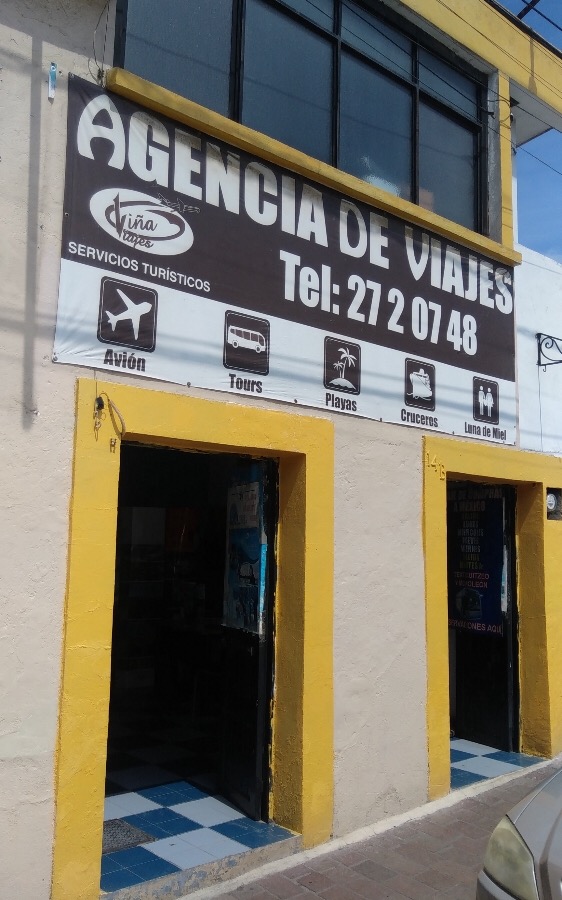 AGENCIA DE VIAJES
Viña
Viajes
SERVICIOS TURÍSTICOS
Tel: 27 2 07 48
Avión
Tours
Playas
Cruceros
Luna de Miel